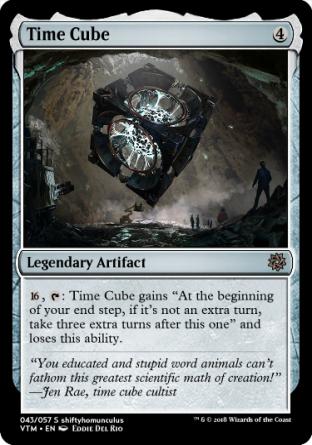 Time Cube 4
Legendary Artifact
16, T: Time Cube gains “At the beginning
of your end step, if it’s not an extra turn,
take three extra turns after this one” and
loses this ability.
“You educated and stupid word animals can’t
fathom this greatest scientific math of creation!”
—Jen Rae, time cube cultist
043/057 S shiftyhomunculus
VTM • EN Eddie Del Rio
™ & © 2018 Wizards of the Coast